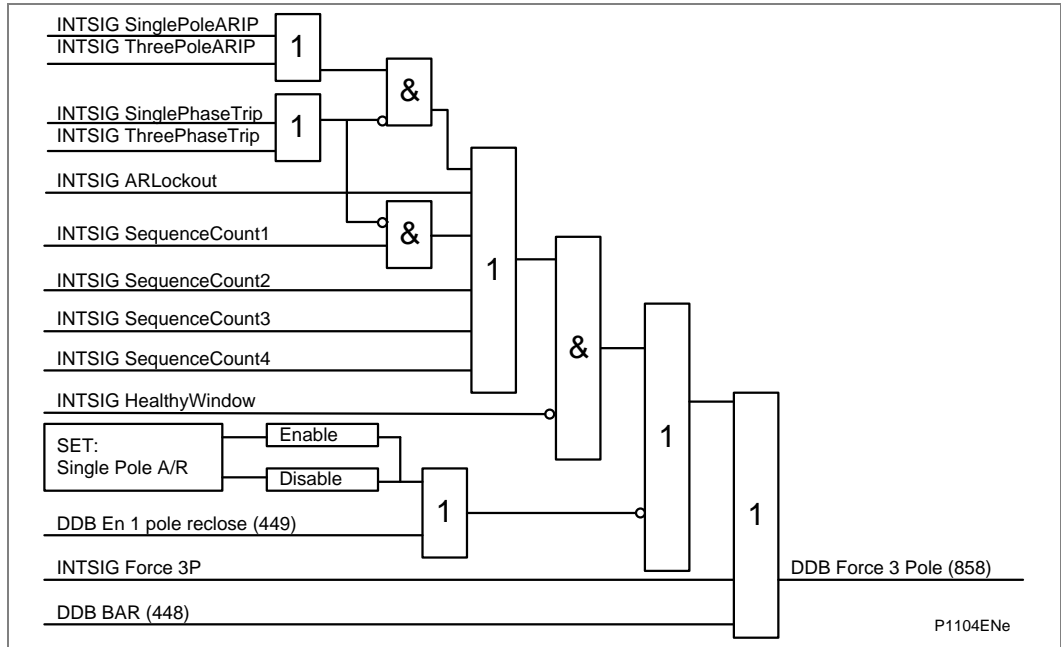 INTSIG SinglePoleARIP
INTSIG ThreePoleARIP
1
&
INTSIG SinglePhaseTrip
INTSIG ThreePhaseTrip
1
INTSIG ARLockout
INTSIG SequenceCount1
&
1
INTSIG SequenceCount2
INTSIG SequenceCount3
&
INTSIG SequenceCount4
INTSIG HealthyWindow
SET:
Single Pole A/R
Enable
Disable
1
1
1
DDB En 1 pole reclose (449)
INTSIG Force 3P
DDB Force 3 Pole (858)
DDB BAR (448)
P1104ENe